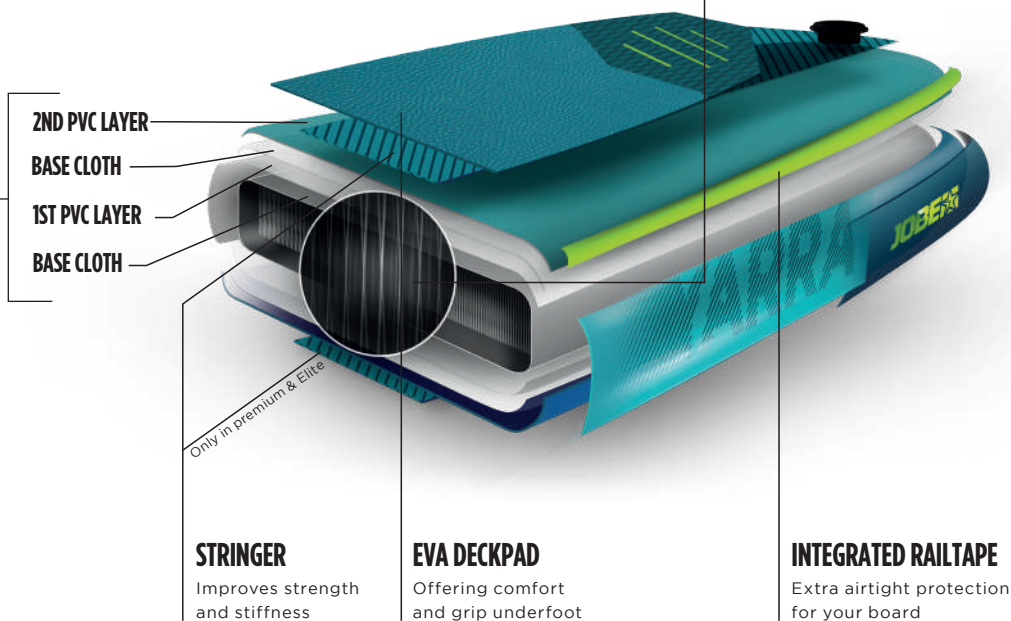 2ND PVC LAYER
BASE CLOTH
1ST PVC LAYER
BASE CLOTH
JOBE
YARRA
Only in premium & Elite
STRINGER
Improves strength
and stiffness
EVA DECKPAD
Offering comfort
and grip underfoot
INTEGRATED RAILTAPE
Extra airtight protection
for your board